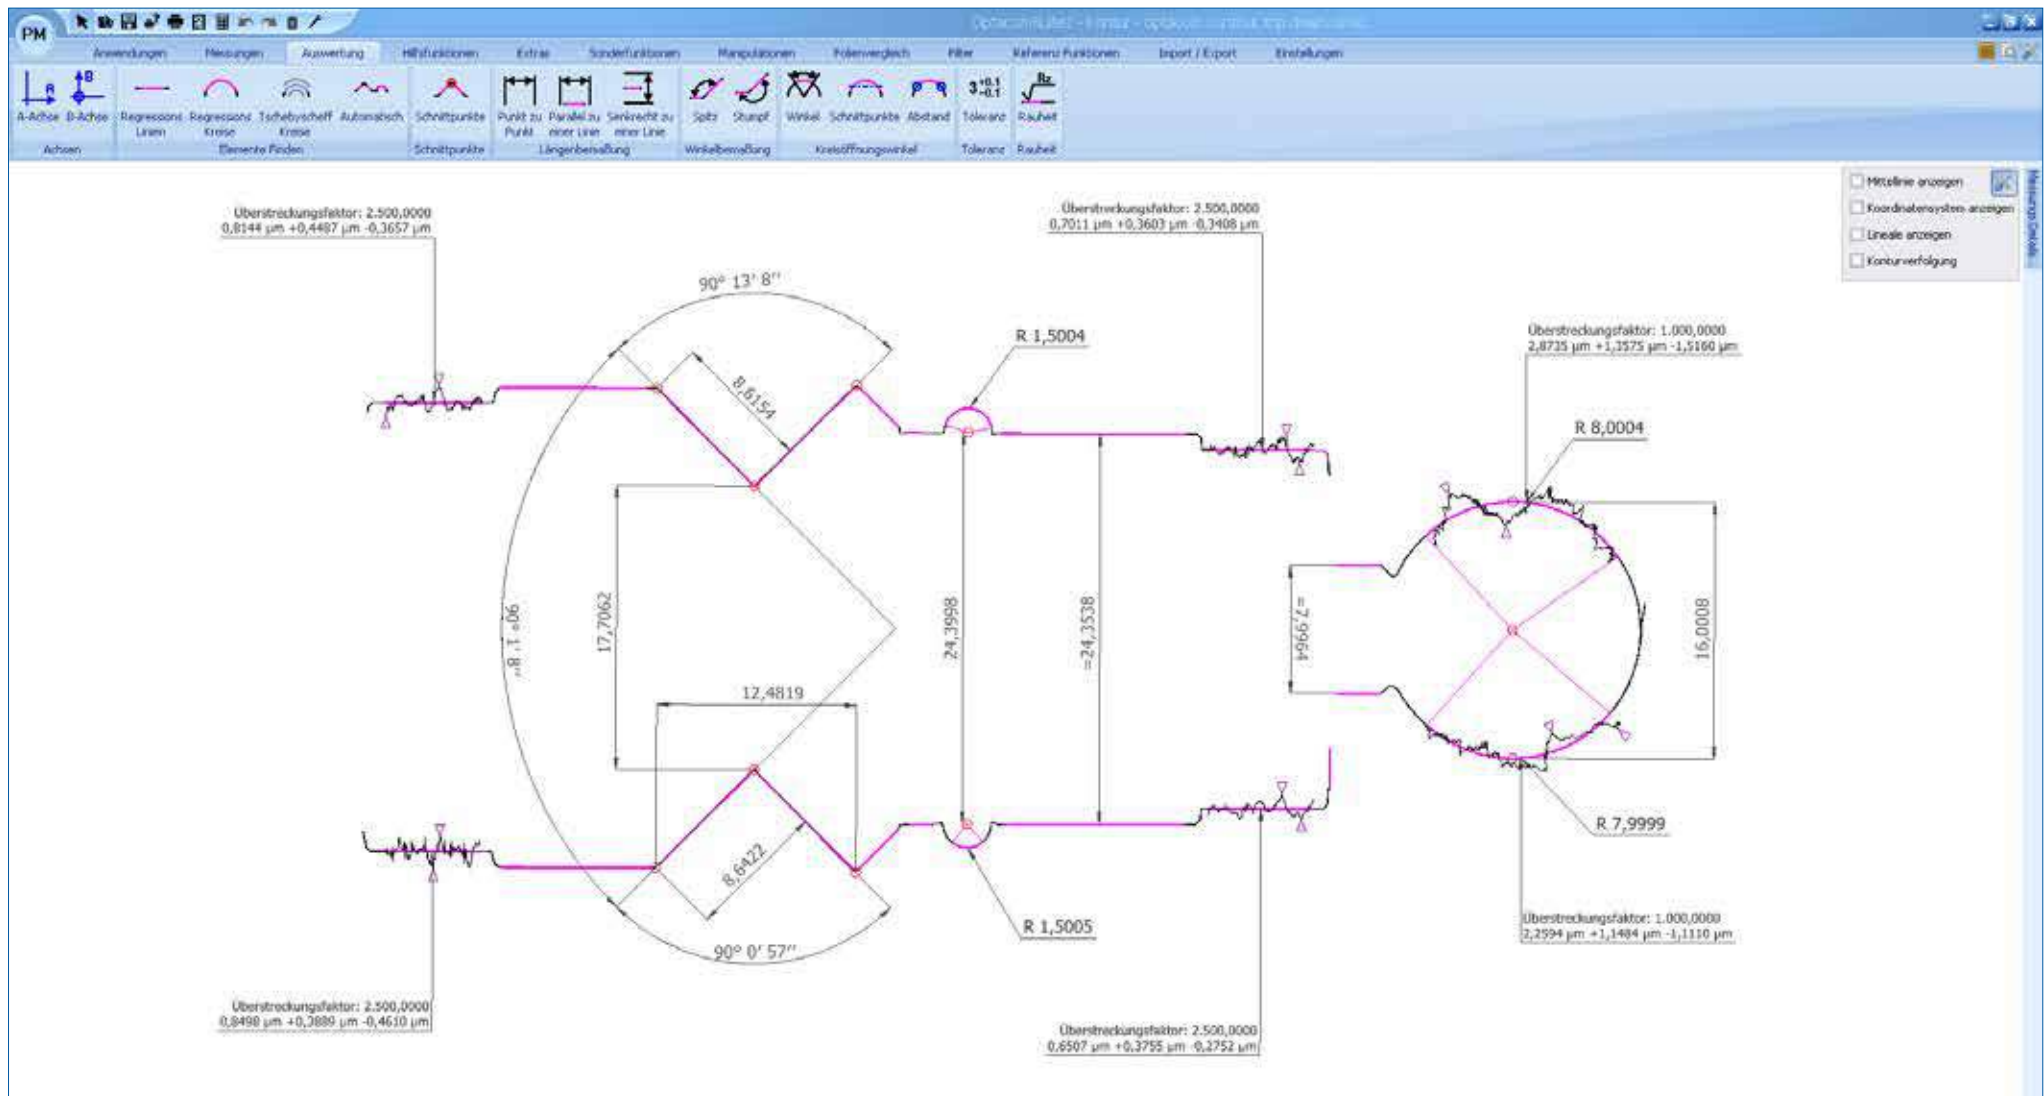 PM
Anwendungen Messungen Auswertung Hilfsfunktionen Extras Sonderfunktionen Manipulationen Folienvergleich Filter Referenz Funktionen Import / Export Einstellungen
A-Achse B-Achse Regressions Linien Regressions Kreise Tschebyscheff Kreise Automatisch Schnittpunkte Punkt zu Punkt Parallel zu einer Linie Senkrecht zu einer Linie Spitz Stumpf Winkel Schnittpunkte Abstand Toleranz Rauheit
Achsen Elemente Finden Schnittpunkte Längenbemaßung Winkelbemaßung Kreisöffnungswinkel Toleranz Rauheit
Mittellinie anzeigen
Koordinatensystem anzeigen
Lineale anzeigen
Konturverfolgung
Überstreckungsfaktor: 2.500,0000
0,8144 µm +0,4487 µm -0,3657 µm
Überstreckungsfaktor: 2.500,0000
0,7011 µm +0,3603 µm -0,3408 µm
90° 13' 8''
R 1,5004
Überstreckungsfaktor: 1.000,0000
2,8735 µm +1,3575 µm -1,5160 µm
8,6154
R 8,0004
90° 1' 8''
17,7062
24,3998
=24,3538
=7,9964
16,0008
12,4819
R 7,9999
8,6422
R 1,5005
90° 0' 57''
Überstreckungsfaktor: 1.000,0000
2,2594 µm +1,1484 µm -1,1110 µm
Überstreckungsfaktor: 2.500,0000
0,8498 µm +0,3889 µm -0,4610 µm
Überstreckungsfaktor: 2.500,0000
0,6507 µm +0,3755 µm -0,2752 µm